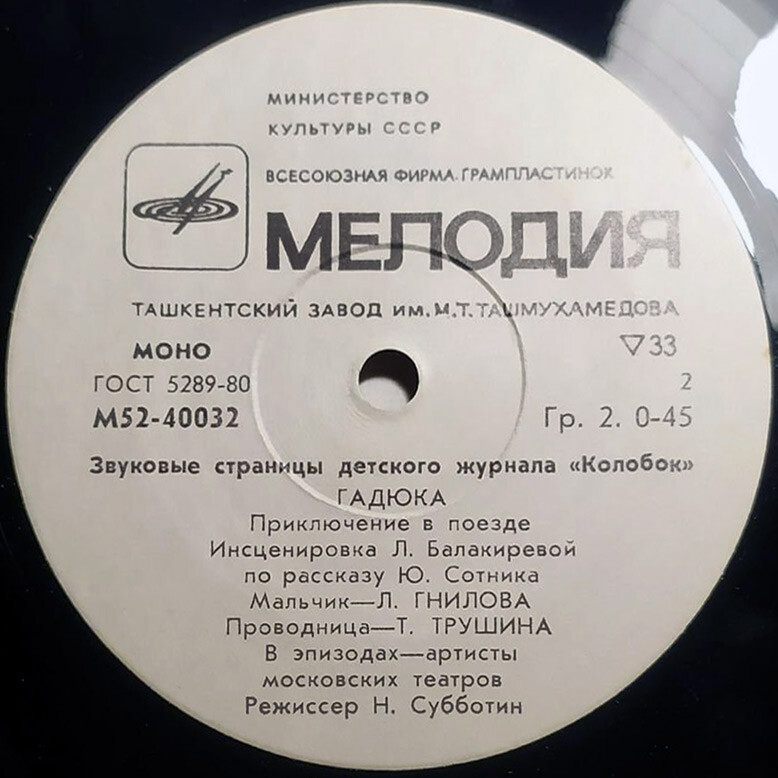 МИНИСТЕРСТВО
КУЛЬТУРЫ СССР
ВСЕСОЮЗНАЯ ФИРМА ГРАМПЛАСТИНОК
МЕЛОДИЯ
ТАШКЕНТСКИЙ ЗАВОД ИМ. М.Т. ТАШМУХАМЕДОВА
МОНО ▽33
ГОСТ 5289-80 2
М52-40032 Гр. 2. 0-45
Звуковые страницы детского журнала «Колобок»
ГАДЮКА
Приключение в поезде
Инсценировка Л. Балакиревой
по рассказу Ю. Сотника
Мальчик—Л. ГНИЛОВА
Проводница—Т. ТРУШИНА
В эпизодах—артисты
московских театров
Режиссер Н. Субботин